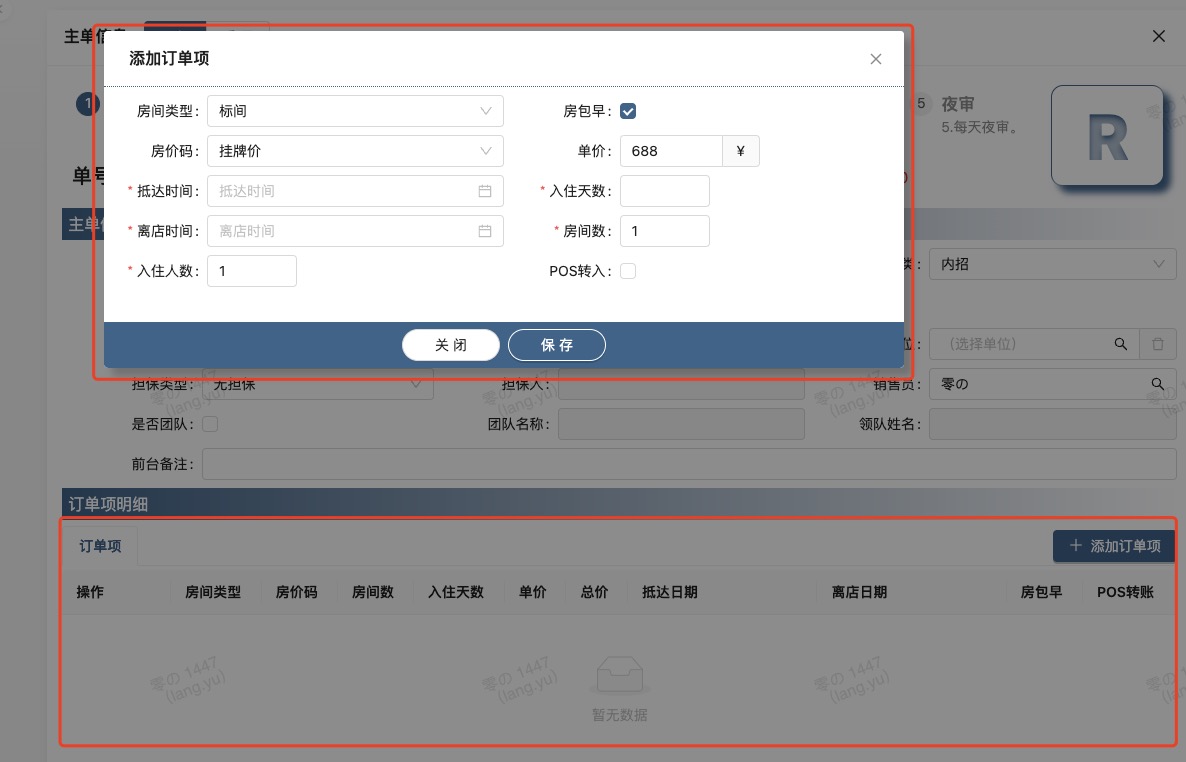 主单信息
添加订单项
1
房间类型： 标间
房包早：
5 夜审
5.每天夜审。
R
房价码： 挂牌价
单价： 688 ¥
单号
* 抵达时间： 抵达时间
* 入住天数：
主单信
* 离店时间： 离店时间
* 房间数： 1
* 入住人数： 1
POS转入：
类： 内招
关 闭
保 存
位： （选择单位）
担保类型： 无担保
担保人：
销售员： 零の
是否团队：
团队名称：
领队姓名：
前台备注：
零の 1447
(lang.yu)
零の 1447
(lang.yu)
零の 1447
(lang.yu)
订单项明细
订单项
添加订单项
操作 房间类型 房价码 房间数 入住天数 单价 总价 抵达日期 离店日期 房包早 POS转账
零の 1447
(lang.yu)
零の 1447
(lang.yu)
零の 1447
(lang.yu)
暂无数据